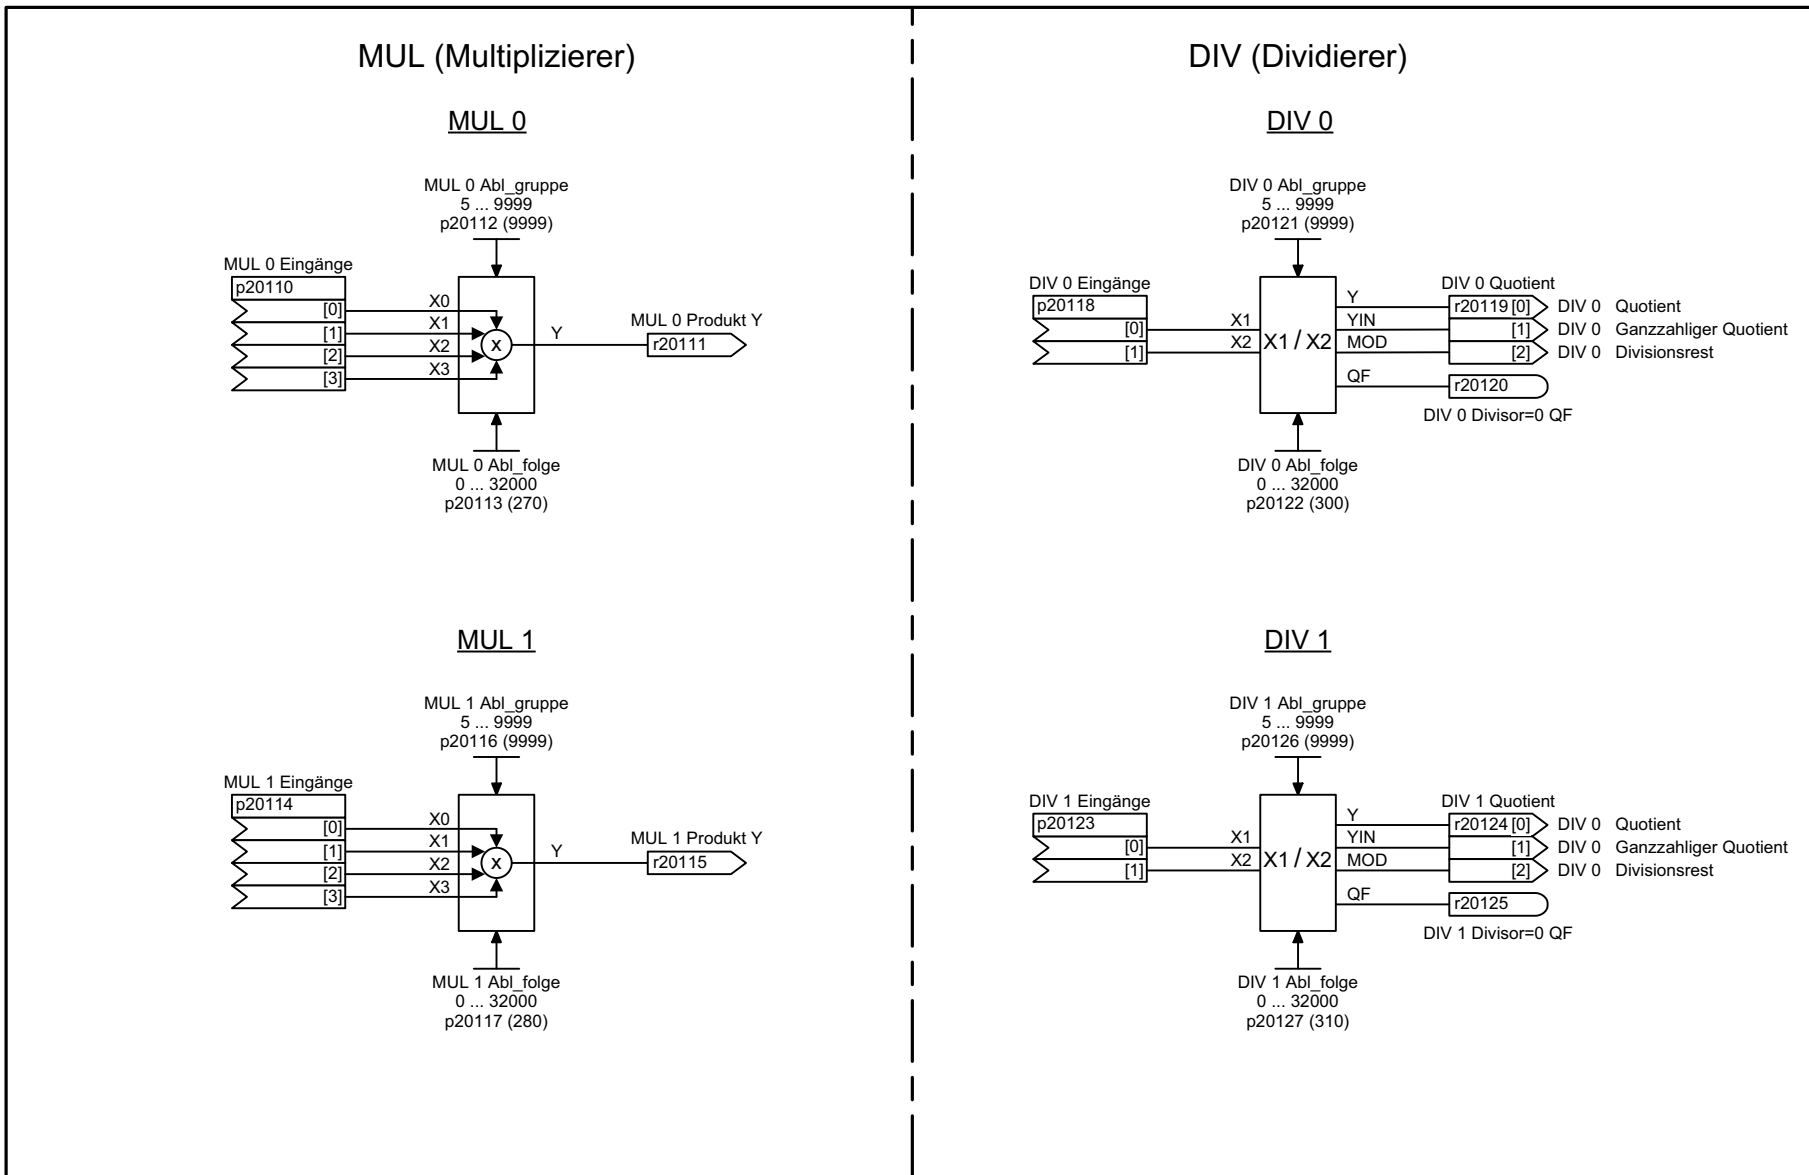 MUL (Multiplizierer)
MUL 0
MUL 0 Abl_gruppe
5 ... 9999
p20112 (9999)
MUL 0 Eingänge
p20110
[0]
[1]
[2]
[3]
X0
X1
X2
X3
x
Y
MUL 0 Produkt Y
r20111
MUL 0 Abl_folge
0 ... 32000
p20113 (270)
MUL 1
MUL 1 Abl_gruppe
5 ... 9999
p20116 (9999)
MUL 1 Eingänge
p20114
[0]
[1]
[2]
[3]
X0
X1
X2
X3
x
Y
MUL 1 Produkt Y
r20115
MUL 1 Abl_folge
0 ... 32000
p20117 (280)
DIV (Dividierer)
DIV 0
DIV 0 Abl_gruppe
5 ... 9999
p20121 (9999)
DIV 0 Eingänge
p20118
[0]
[1]
X1
X2
X1 / X2
Y
YIN
MOD
QF
DIV 0 Quotient
r20119 [0] DIV 0 Quotient
[1] DIV 0 Ganzzahliger Quotient
[2] DIV 0 Divisionsrest
r20120
DIV 0 Divisor=0 QF
DIV 0 Abl_folge
0 ... 32000
p20122 (300)
DIV 1
DIV 1 Abl_gruppe
5 ... 9999
p20126 (9999)
DIV 1 Eingänge
p20123
[0]
[1]
X1
X2
X1 / X2
Y
YIN
MOD
QF
DIV 1 Quotient
r20124 [0] DIV 0 Quotient
[1] DIV 0 Ganzzahliger Quotient
[2] DIV 0 Divisionsrest
r20125
DIV 1 Divisor=0 QF
DIV 1 Abl_folge
0 ... 32000
p20127 (310)